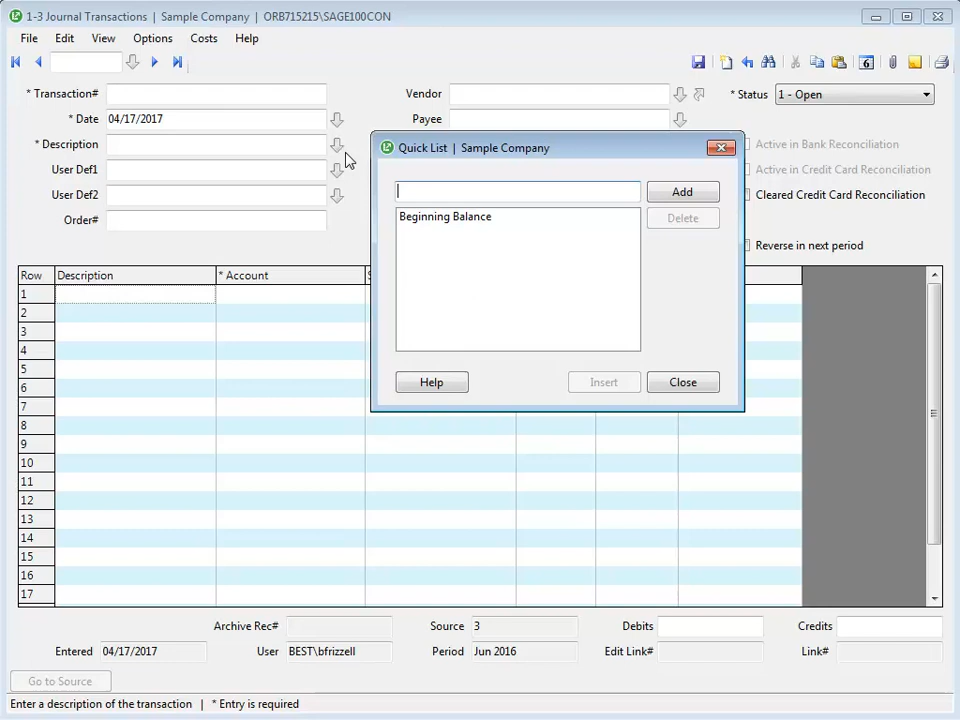 1-3 Journal Transactions | Sample Company | ORB715215\SAGE100CON
File Edit View Options Costs Help
6
* Transaction#
Vendor
* Status 1 - Open
* Date 04/17/2017
Payee
* Description
Quick List | Sample Company
Active in Bank Reconciliation
User Def1
Active in Credit Card Reconciliation
User Def2
Add
Cleared Credit Card Reconciliation
Order#
Beginning Balance
Delete
Reverse in next period
Row Description * Account
1
2
3
4
5
6
Help Insert Close
7
8
9
10
11
12
13
14
15
16
17
Archive Rec# Source 3 Debits Credits
Entered 04/17/2017 User BEST\bfrizzell Period Jun 2016 Edit Link# Link#
Go to Source
Enter a description of the transaction | * Entry is required